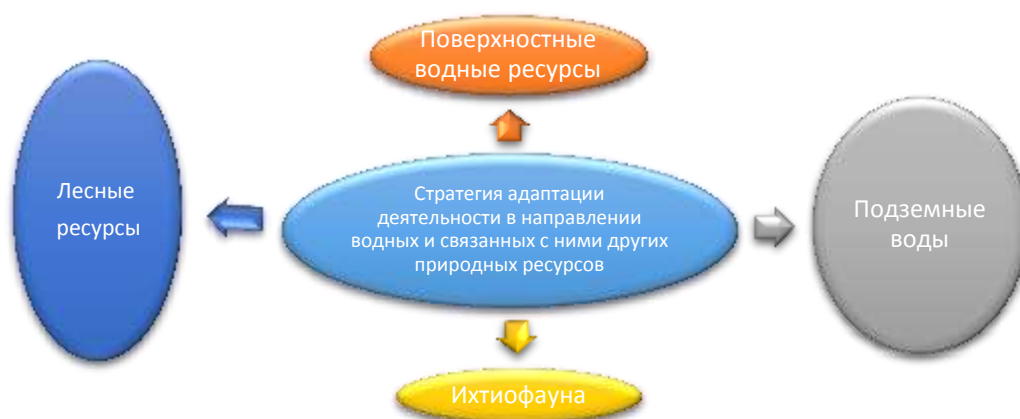 Поверхностные
водные ресурсы
Лесные
ресурсы
Стратегия адаптации
деятельности в направлении
водных и связанных с ними других
природных ресурсов
Подземные
воды
Ихтиофауна